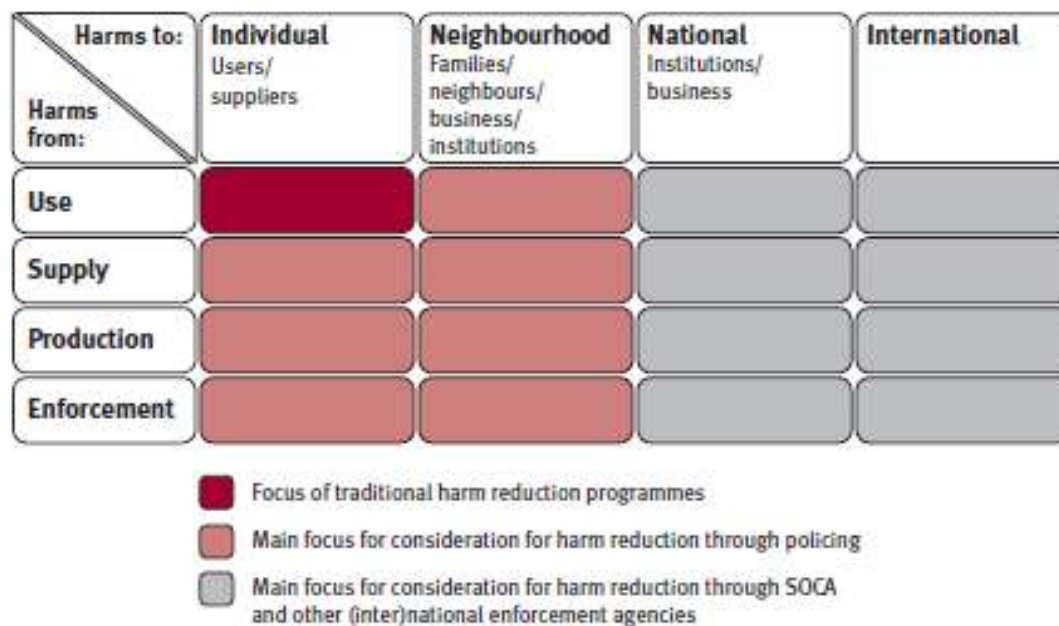 Harms to:
Harms
from:
Individual
Users/
suppliers
Neighbourhood
Families/
neighbours/
business/
institutions
National
Institutions/
business
International
Use
Supply
Production
Enforcement
Focus of traditional harm reduction programmes
Main focus for consideration for harm reduction through policing
Main focus for consideration for harm reduction through SOCA
and other (inter)national enforcement agencies